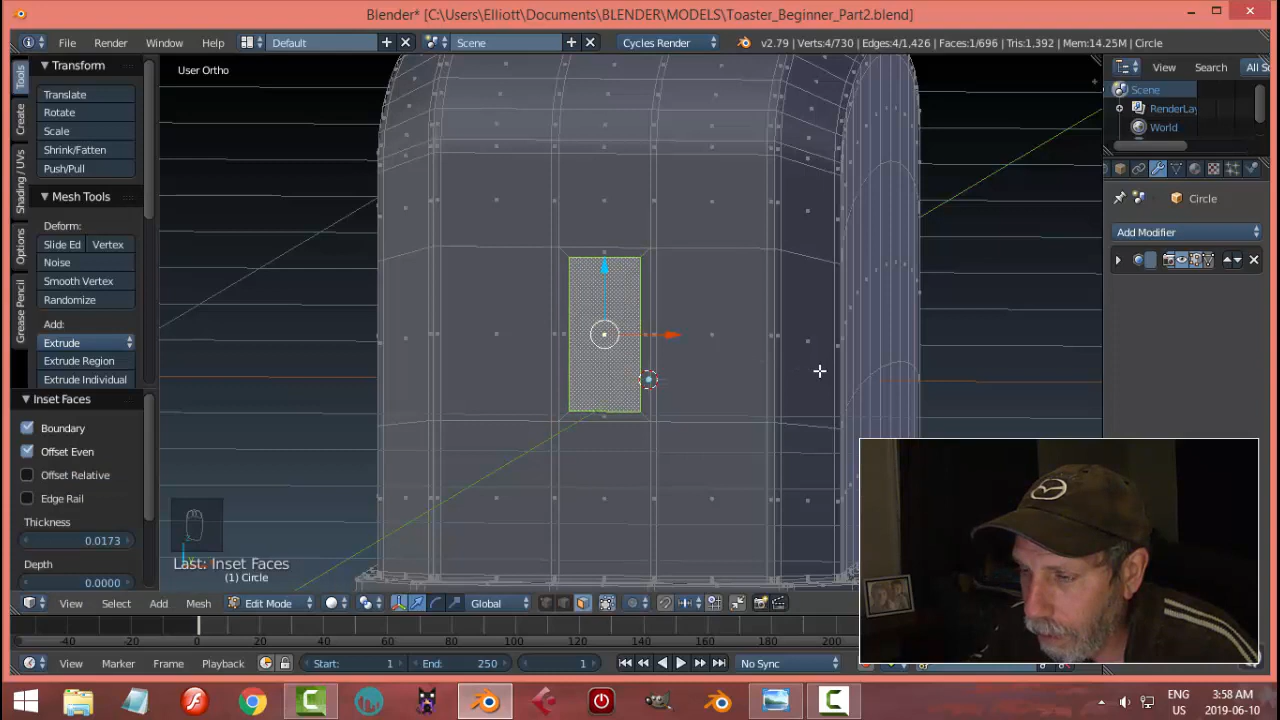 Blender* [C:\Users\Elliott\Documents\BLENDER\MODELS\Toaster_Beginner_Part2.blend]
File Render Window Help Default Scene Cycles Render v2.79 | Verts:4/730 | Edges:4/1,426 | Faces:1/696 | Tris:1,392 | Mem:14.25M | Circle
Tools
Create
Shading / UVs
Options
Grease Pencil
Transform
Translate
Rotate
Scale
Shrink/Fatten
Push/Pull
Mesh Tools
Deform:
Slide Ed Vertex
Noise
Smooth Vertex
Randomize
Add:
Extrude
Extrude Region
Extrude Individual
Inset Faces
Boundary
Offset Even
Offset Relative
Edge Rail
Thickness
0.0173
Depth
0.0000
User Ortho
Last: Inset Faces
(1) Circle
View Search All S
Scene
RenderLay
World
Circle
Add Modifier
View Select Add Mesh Edit Mode Global
-40 -20 0 20 40 60 80 100 120 140 160 180 200
View Marker Frame Playback Start: 1 End: 250 1 No Sync
ENG
US
3:58 AM
2019-06-10